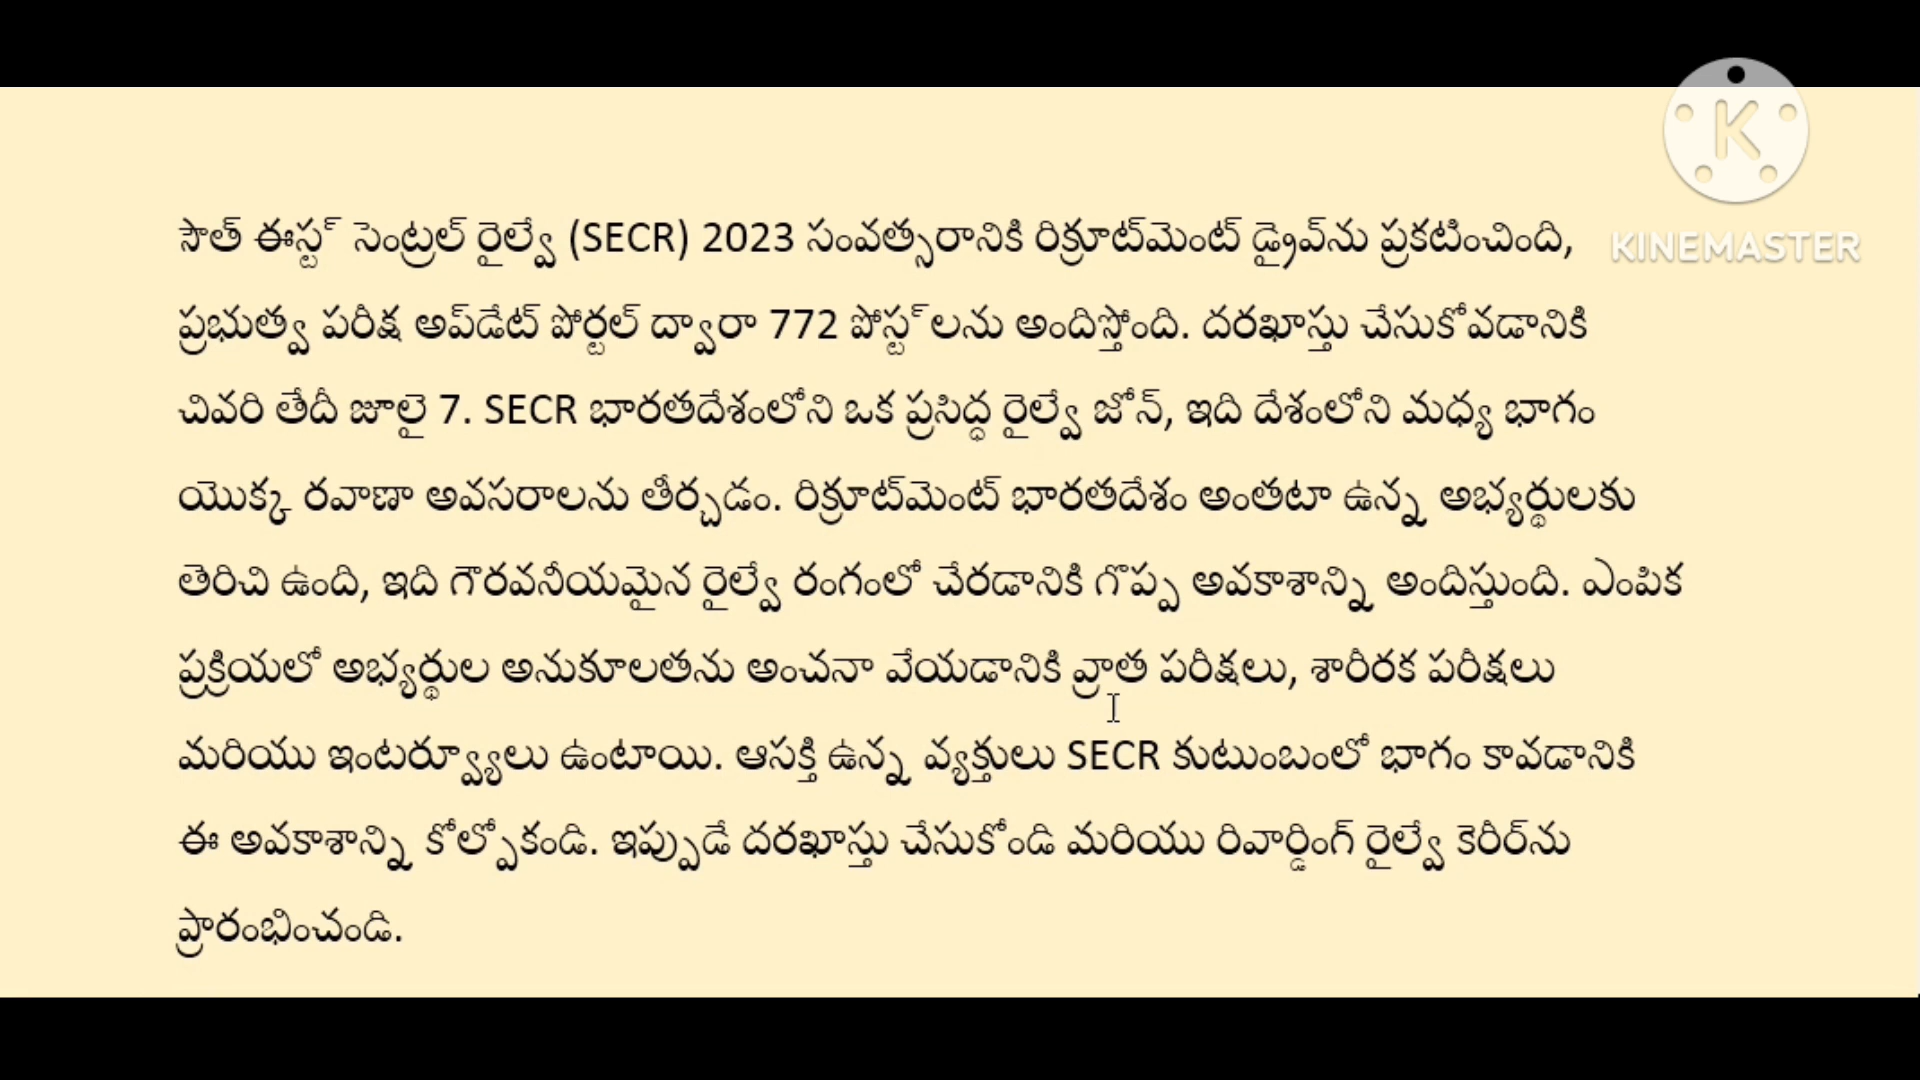 సౌత్ ఈస్ట్ సెంట్రల్ రైల్వే (SECR) 2023 సంవత్సరానికి రిక్రూట్‌మెంట్ డ్రైవ్‌ను ప్రకటించింది,
ప్రభుత్వ పరీక్ష అప్‌డేట్ పోర్టల్ ద్వారా 772 పోస్ట్‌లను అందిస్తోంది. దరఖాస్తు చేసుకోవడానికి
చివరి తేదీ జూలై 7. SECR భారతదేశంలోని ఒక ప్రసిద్ధ రైల్వే జోన్, ఇది దేశంలోని మధ్య భాగం
యొక్క రవాణా అవసరాలను తీర్చడం. రిక్రూట్‌మెంట్ భారతదేశం అంతటా ఉన్న అభ్యర్థులకు
తెరిచి ఉంది, ఇది గౌరవనీయమైన రైల్వే రంగంలో చేరడానికి గొప్ప అవకాశాన్ని అందిస్తుంది. ఎంపిక
ప్రక్రియలో అభ్యర్థుల అనుకూలతను అంచనా వేయడానికి వ్రాత పరీక్షలు, శారీరక పరీక్షలు
మరియు ఇంటర్వ్యూలు ఉంటాయి. ఆసక్తి ఉన్న వ్యక్తులు SECR కుటుంబంలో భాగం కావడానికి
ఈ అవకాశాన్ని కోల్పోకండి. ఇప్పుడే దరఖాస్తు చేసుకోండి మరియు రివార్డింగ్ రైల్వే కెరీర్‌ను
ప్రారంభించండి.
K
KINEMASTER